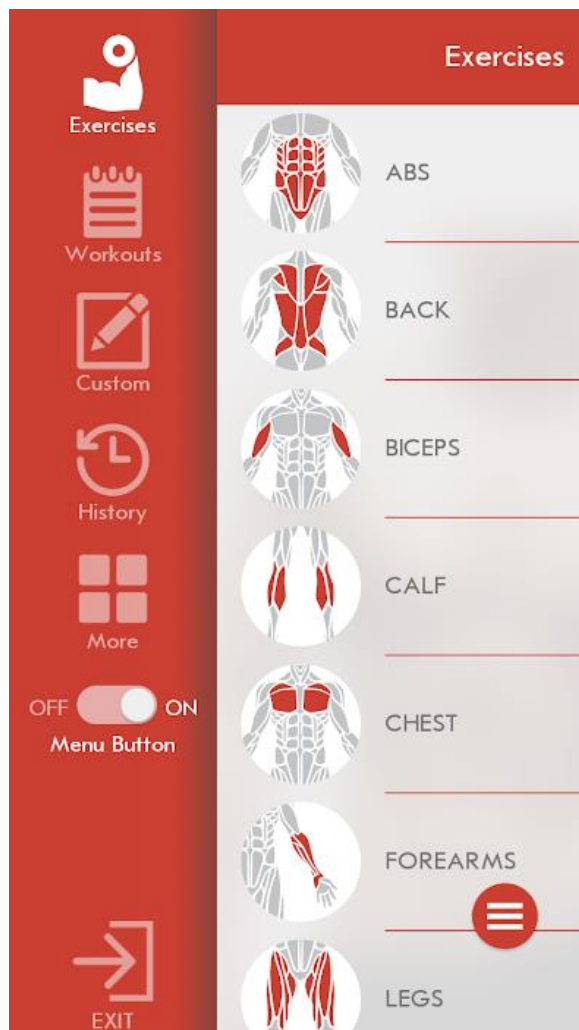 Exercises
Workouts
Custom
History
More
OFF ON
Menu Button
EXIT
Exercises
ABS
BACK
BICEPS
CALF
CHEST
FOREARMS
LEGS